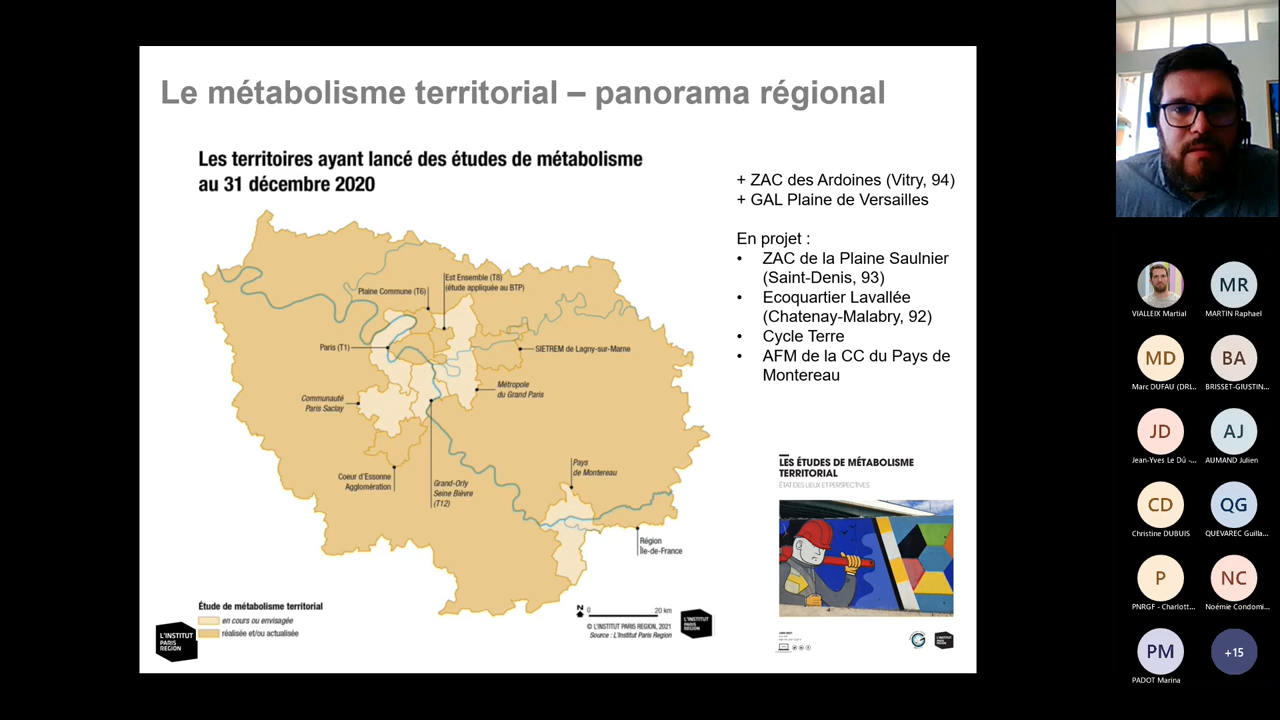 Le métabolisme territorial – panorama régional
Les territoires ayant lancé des études de métabolisme
au 31 décembre 2020
+ ZAC des Ardoines (Vitry, 94)
+ GAL Plaine de Versailles
En projet :
• ZAC de la Plaine Saulnier
(Saint-Denis, 93)
• Ecoquartier Lavallée
(Chatenay-Malabry, 92)
• Cycle Terre
• AFM de la CC du Pays de
Montereau
Est Ensemble (T8)
(étude appliquée au BTP)
Plaine Commune (T6)
Paris (T1)
SIETREM de Lagny-sur-Marne
Métropole
du Grand Paris
Communauté
Paris Saclay
Coeur d'Essonne
Agglomération
Grand-Orly
Seine Bièvre
(T12)
Pays
de Montereau
Région
Île-de-France
Étude de métabolisme territorial
en cours ou envisagée
réalisée et/ou actualisée
N
0 20 km
© L'INSTITUT PARIS REGION, 2021
Source : L'Institut Paris Region
L'INSTITUT
PARIS
REGION
LES ÉTUDES DE MÉTABOLISME
TERRITORIAL
ÉTAT DES LIEUX ET PERSPECTIVES
MR
VIALLEIX Martial
MARTIN Raphael
MD
BA
Marc DUFAU (DRI...
BRISSET-GIUSTIN...
JD
AJ
Jean-Yves Le Dû -...
AUMAND Julien
CD
QG
Christine DUBUIS
QUEVAREC Guilla...
P
NC
PNRGF - Charlott...
Noémie Condomi...
PM
+15
PADOT Marina